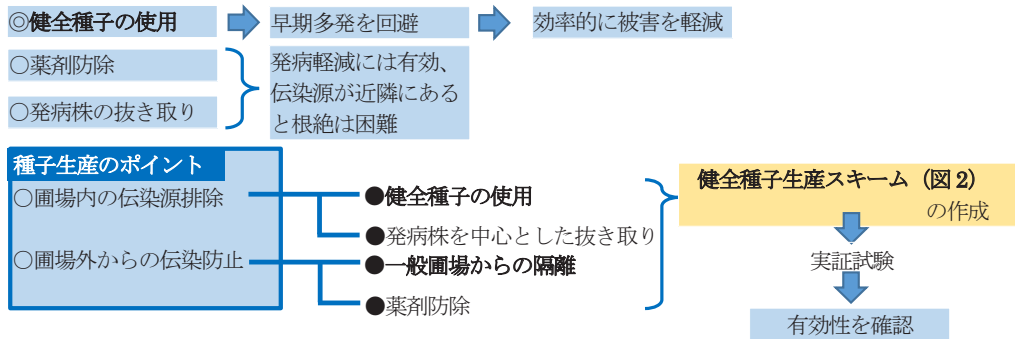 ◎健全種子の使用
早期多発を回避
効率的に被害を軽減
○薬剤防除
○発病株の抜き取り
発病軽減には有効、
伝染源が近隣にある
と根絶は困難
種子生産のポイント
○圃場内の伝染源排除
○圃場外からの伝染防止
●健全種子の使用
●発病株を中心とした抜き取り
●一般圃場からの隔離
●薬剤防除
健全種子生産スキーム（図2）
の作成
実証試験
有効性を確認